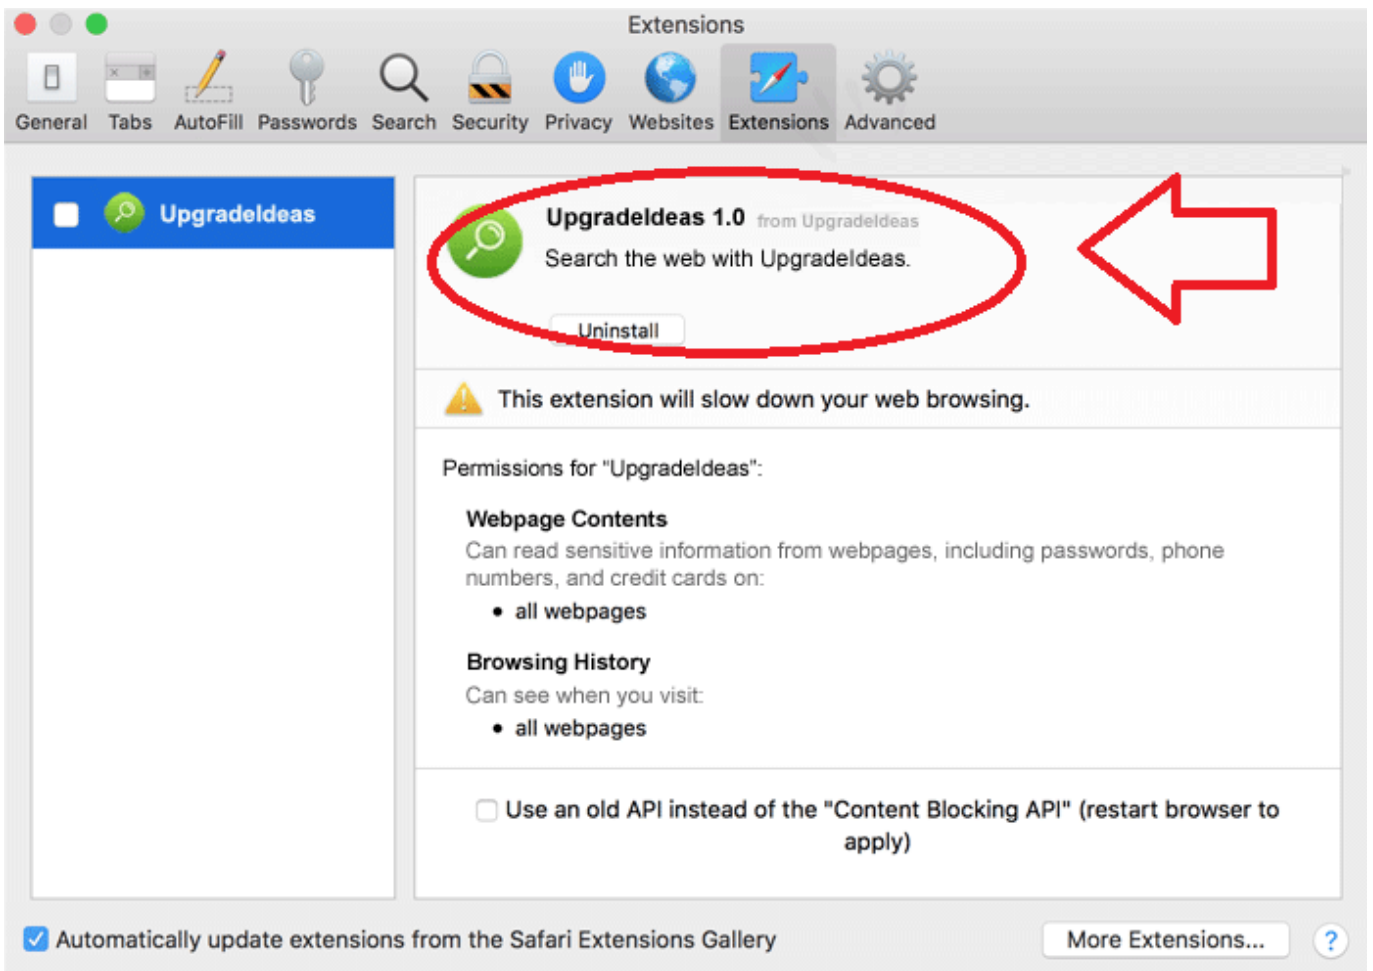 Extensions
General Tabs AutoFill Passwords Search Security Privacy Websites Extensions Advanced
UpgradeIdeas
UpgradeIdeas 1.0 from UpgradeIdeas
Search the web with UpgradeIdeas.
Uninstall
This extension will slow down your web browsing.
Permissions for "UpgradeIdeas":
Webpage Contents
Can read sensitive information from webpages, including passwords, phone
numbers, and credit cards on:
• all webpages
Browsing History
Can see when you visit:
• all webpages
Use an old API instead of the "Content Blocking API" (restart browser to
apply)
Automatically update extensions from the Safari Extensions Gallery
More Extensions...
?